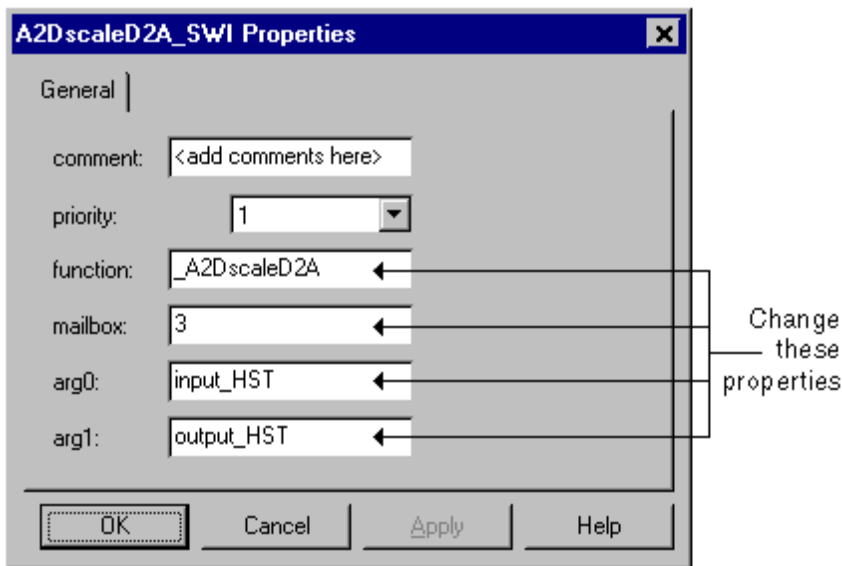 A2DscaleD2A_SWI Properties
General
comment: <add comments here>
priority: 1
function: _A2DscaleD2A
mailbox: 3
arg0: input_HST
arg1: output_HST
Change
these
properties
OK Cancel Apply Help